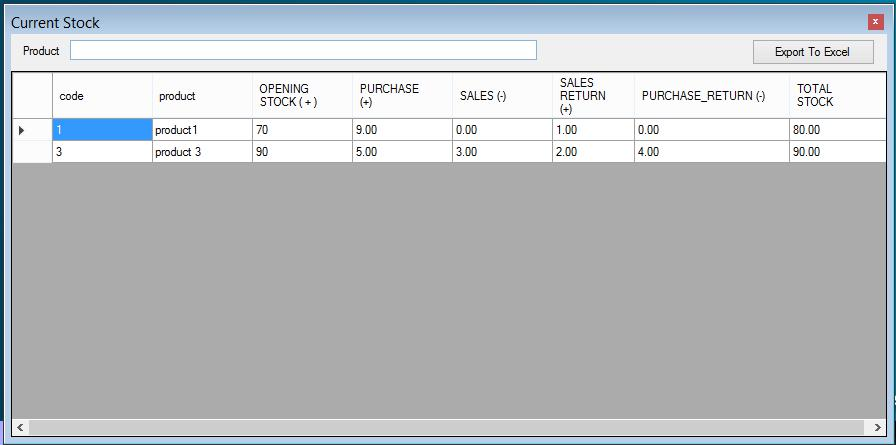 Current Stock
x
Product
Export To Excel
code product OPENING STOCK ( + ) PURCHASE (+) SALES (-) SALES RETURN (+) PURCHASE_RETURN (-) TOTAL STOCK
1 product1 70 9.00 0.00 1.00 0.00 80.00
3 product 3 90 5.00 3.00 2.00 4.00 90.00